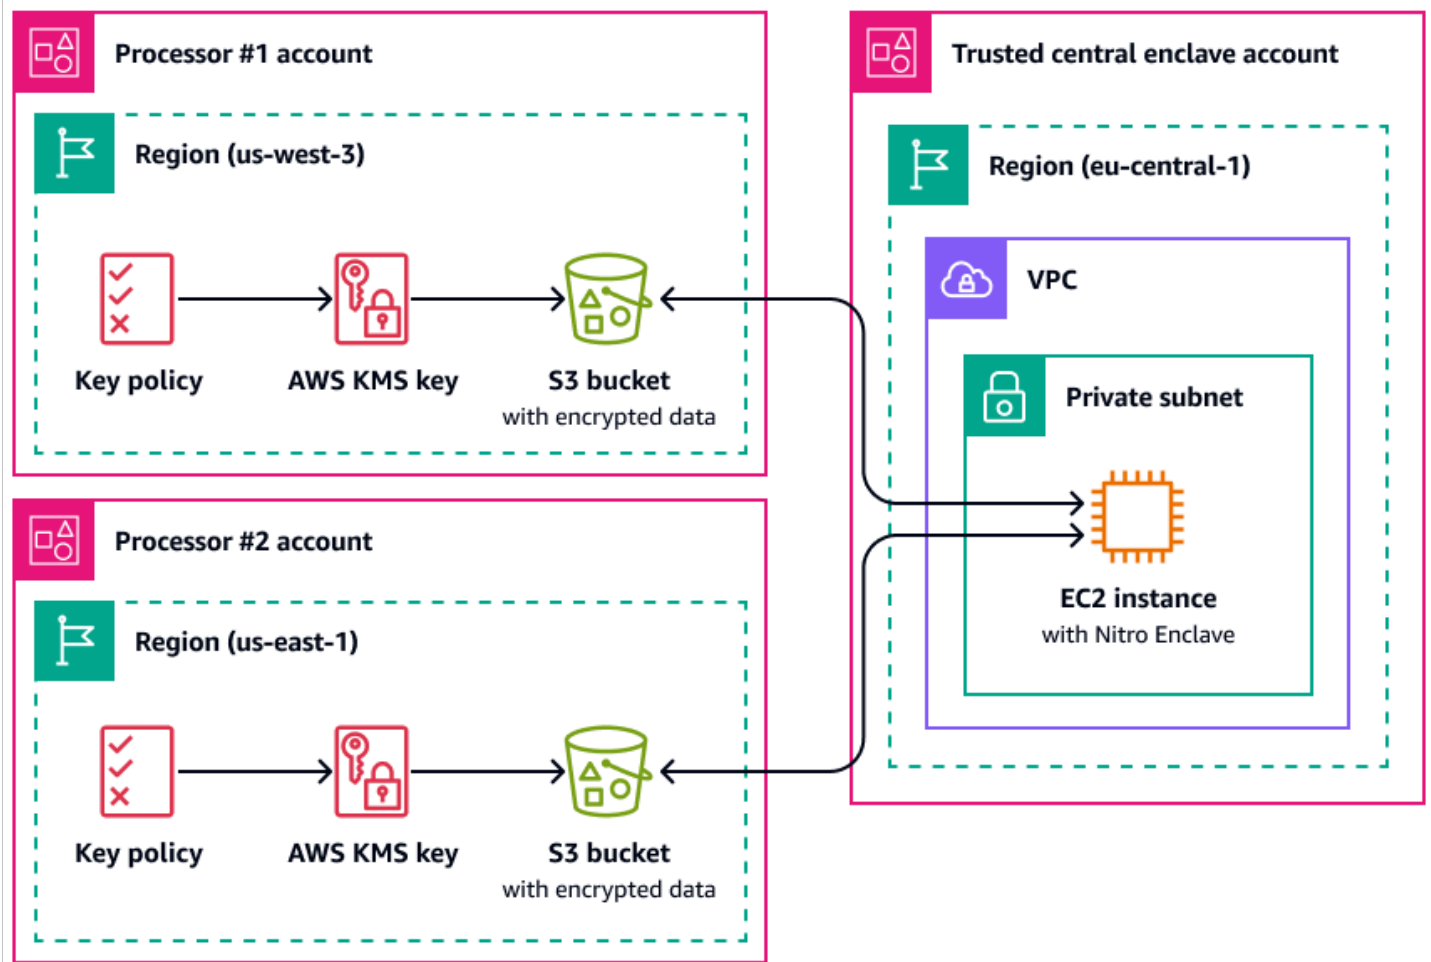 Processor #1 account
Region (us-west-3)
Key policy
AWS KMS key
S3 bucket
with encrypted data
Processor #2 account
Region (us-east-1)
Key policy
AWS KMS key
S3 bucket
with encrypted data
Trusted central enclave account
Region (eu-central-1)
VPC
Private subnet
EC2 instance
with Nitro Enclave